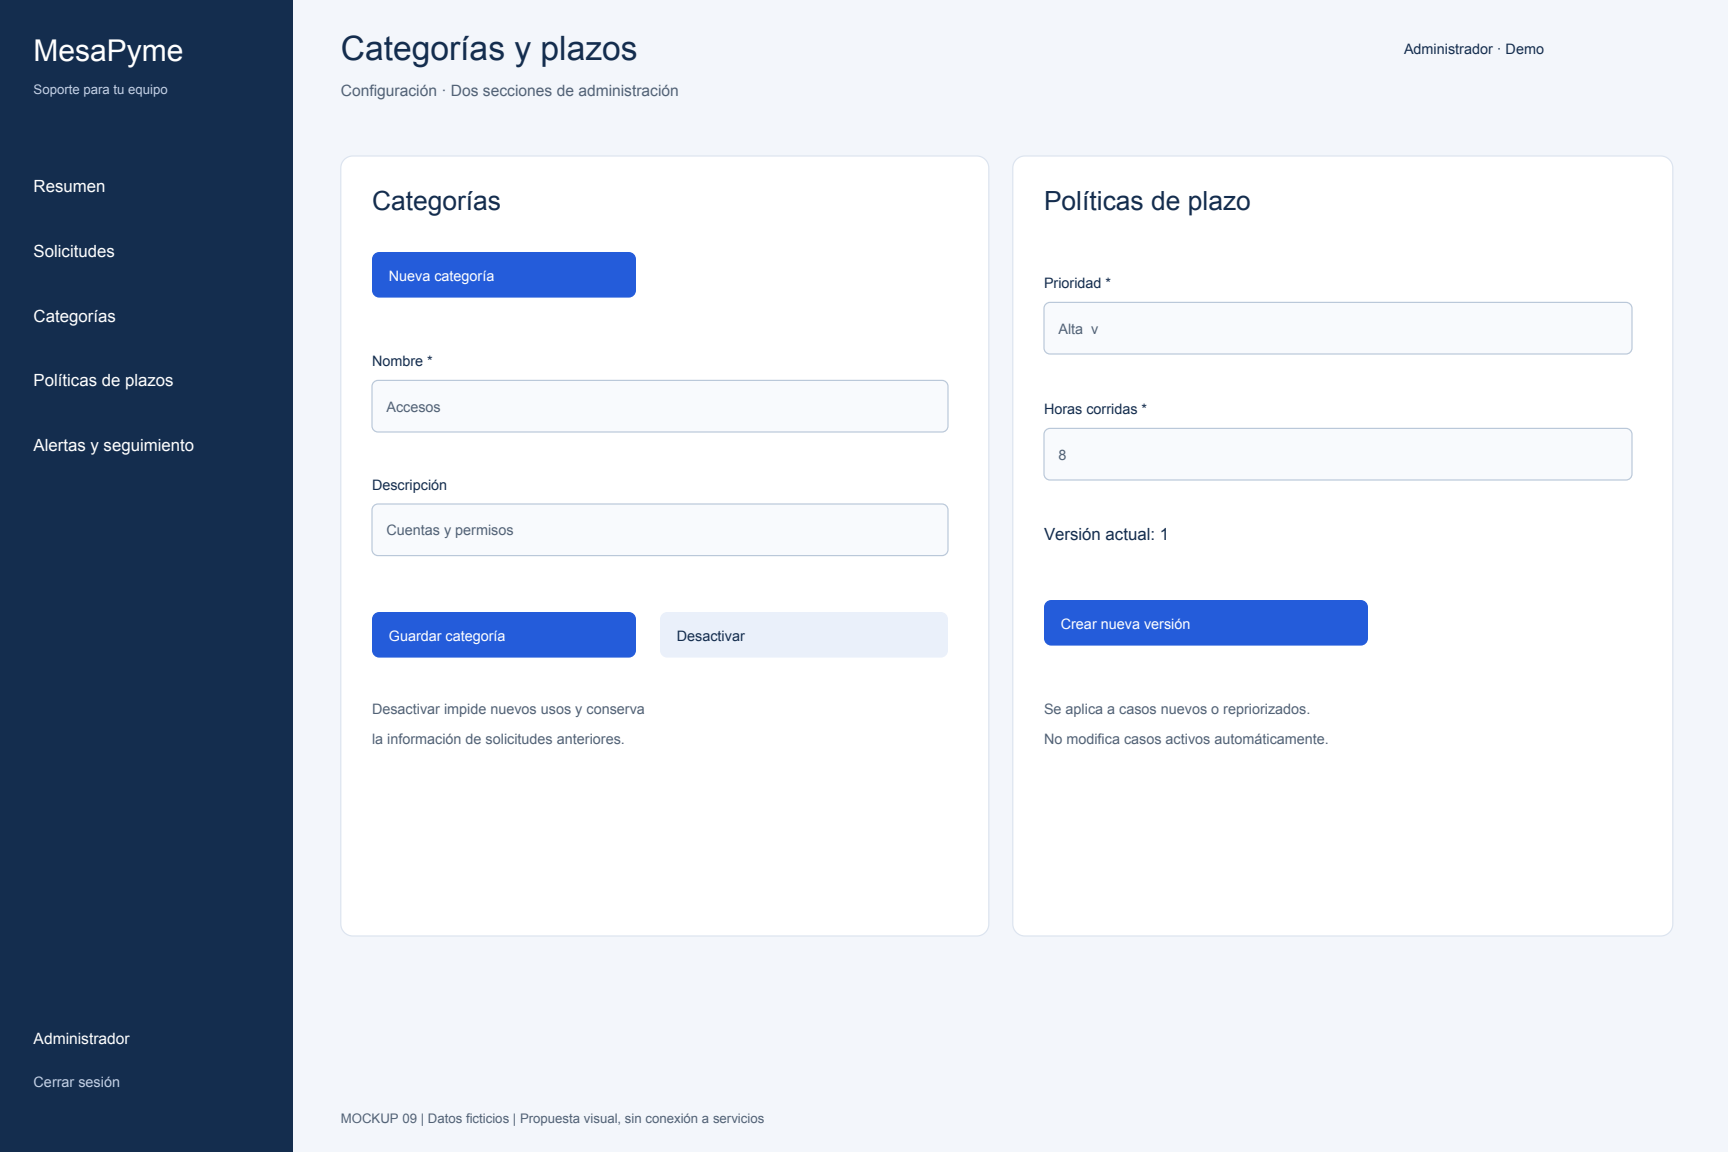 MesaPyme
Soporte para tu equipo
Resumen
Solicitudes
Categorías
Políticas de plazos
Alertas y seguimiento
Administrador
Cerrar sesión
Categorías y plazos
Configuración · Dos secciones de administración
Administrador · Demo
Categorías
Nueva categoría
Nombre *
Accesos
Descripción
Cuentas y permisos
Guardar categoría
Desactivar
Desactivar impide nuevos usos y conserva
la información de solicitudes anteriores.
Políticas de plazo
Prioridad *
Alta v
Horas corridas *
8
Versión actual: 1
Crear nueva versión
Se aplica a casos nuevos o repriorizados.
No modifica casos activos automáticamente.
MOCKUP 09 | Datos ficticios | Propuesta visual, sin conexión a servicios